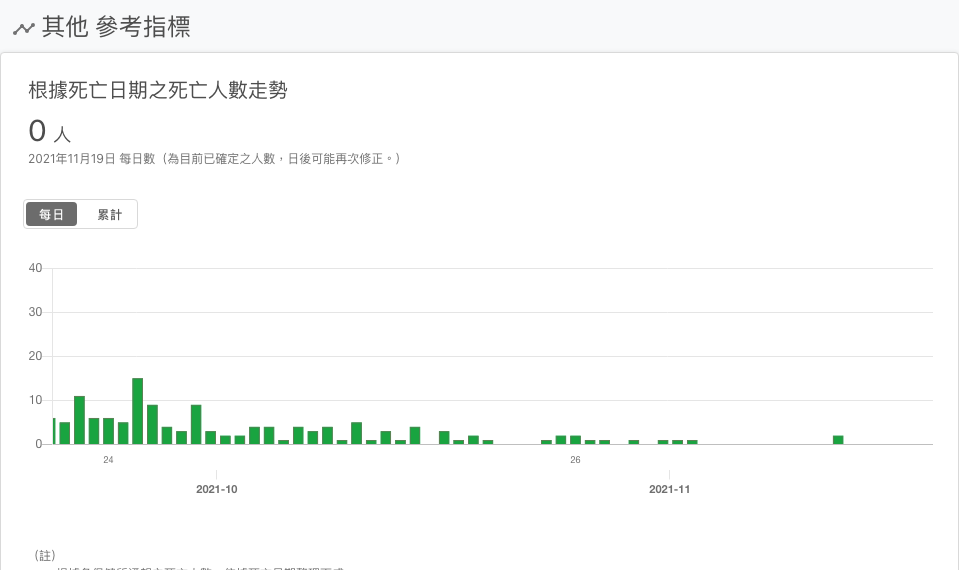 其他 參考指標
根據死亡日期之死亡人數走勢
0 人
2021年11月19日 每日數（為目前已確定之人數，日後可能再次修正。）
每日 累計
40
30
20
10
0
24 26
2021-10 2021-11
（註）